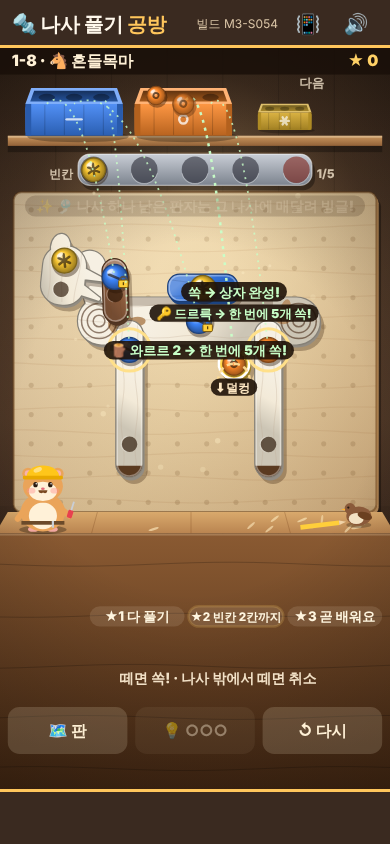 🔩 나사 풀기 공방
빌드 M3-S054
📳 🔊
1-8 · 🐴 흔들목마
★ 0
다음
빈칸
1/5
쏙 → 상자 완성!
🔑 드르륵 → 한 번에 5개 쏙!
🪵 와르르 2 → 한 번에 5개 쏙!
⬇덜컹
★1 다 풀기
★2 빈칸 2칸까지
★3 곧 배워요
떼면 쏙! · 나사 밖에서 떼면 취소
🗺️ 판
💡 ○○○
↺ 다시